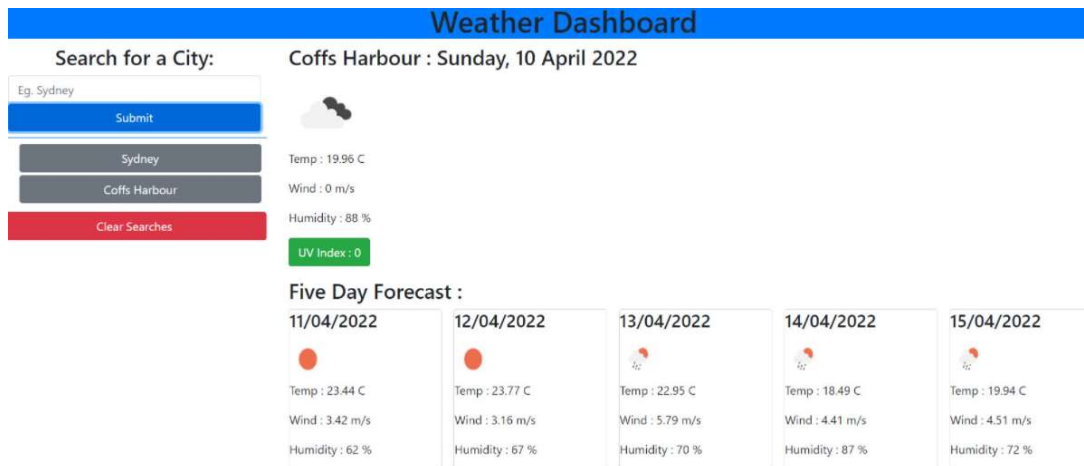 Weather Dashboard
Search for a City:
Eg. Sydney
Submit
Sydney
Coffs Harbour
Clear Searches
Coffs Harbour : Sunday, 10 April 2022
Temp : 19.96 C
Wind : 0 m/s
Humidity : 88 %
UV Index : 0
Five Day Forecast :
11/04/2022
Temp : 23.44 C
Wind : 3.42 m/s
Humidity : 62 %
12/04/2022
Temp : 23.77 C
Wind : 3.16 m/s
Humidity : 67 %
13/04/2022
Temp : 22.95 C
Wind : 5.79 m/s
Humidity : 70 %
14/04/2022
Temp : 18.49 C
Wind : 4.41 m/s
Humidity : 87 %
15/04/2022
Temp : 19.94 C
Wind : 4.51 m/s
Humidity : 72 %